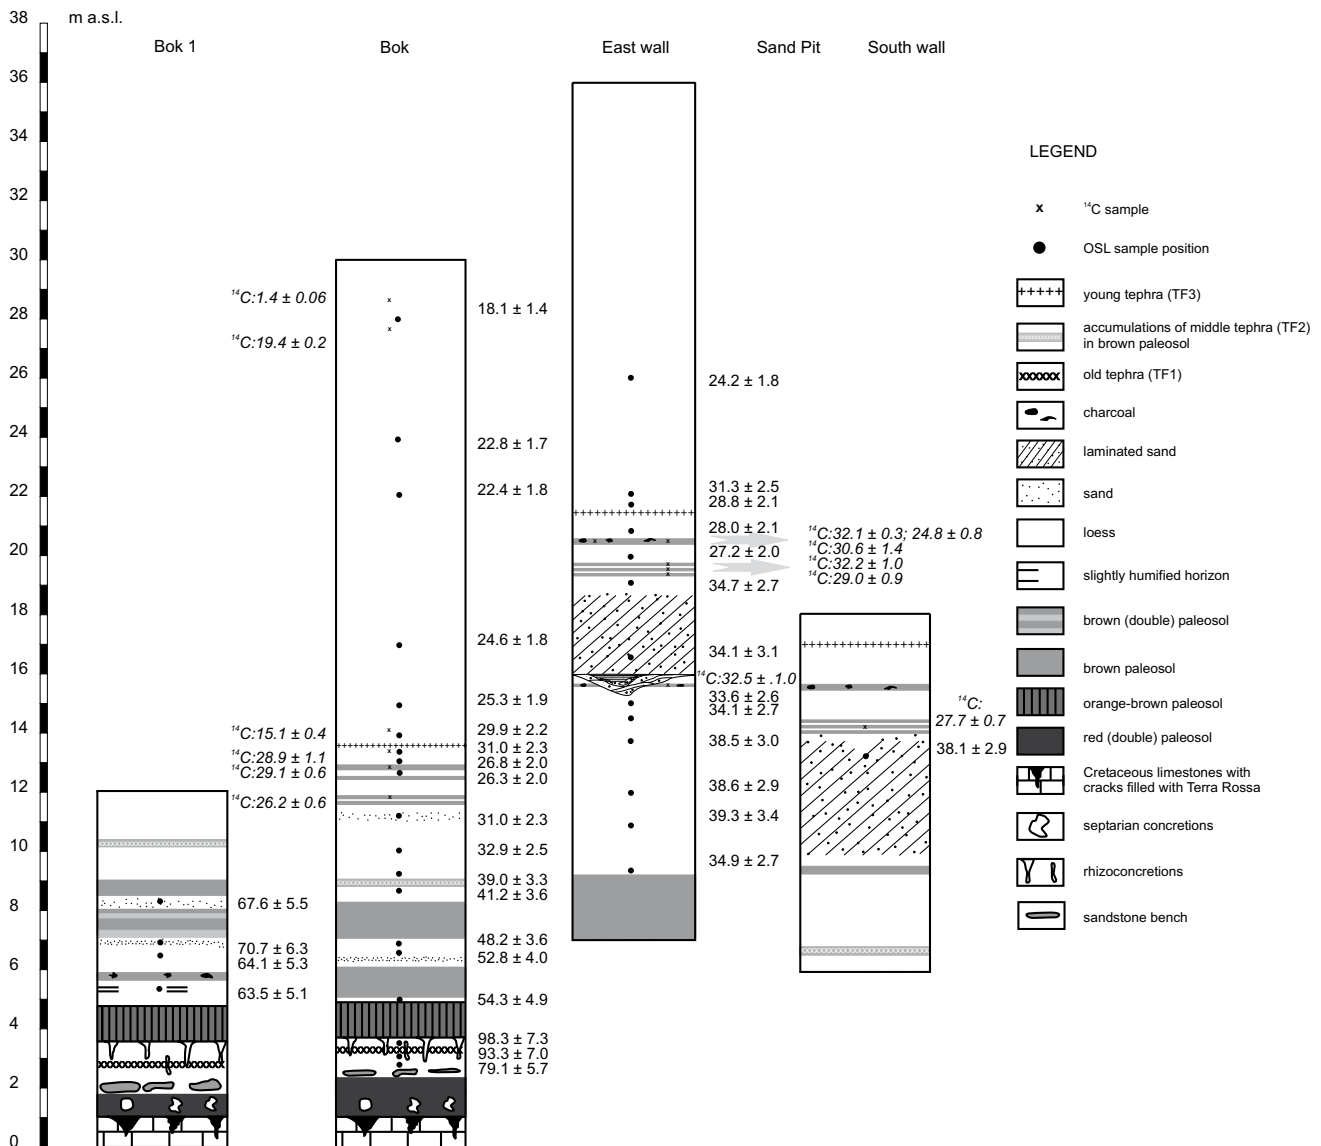 38
m a.s.l.
Bok 1
Bok
East wall
Sand Pit
South wall
36
34
32
30
28
26
24
22
20
18
16
14
12
10
8
6
4
2
0
67.6 ± 5.5
70.7 ± 6.3
64.1 ± 5.3
63.5 ± 5.1
¹⁴C:1.4 ± 0.06
¹⁴C:19.4 ± 0.2
¹⁴C:15.1 ± 0.4
¹⁴C:28.9 ± 1.1
¹⁴C:29.1 ± 0.6
¹⁴C:26.2 ± 0.6
18.1 ± 1.4
22.8 ± 1.7
22.4 ± 1.8
24.6 ± 1.8
25.3 ± 1.9
29.9 ± 2.2
31.0 ± 2.3
26.8 ± 2.0
26.3 ± 2.0
31.0 ± 2.3
32.9 ± 2.5
39.0 ± 3.3
41.2 ± 3.6
48.2 ± 3.6
52.8 ± 4.0
54.3 ± 4.9
98.3 ± 7.3
93.3 ± 7.0
79.1 ± 5.7
24.2 ± 1.8
31.3 ± 2.5
28.8 ± 2.1
28.0 ± 2.1
27.2 ± 2.0
34.7 ± 2.7
34.1 ± 3.1
¹⁴C:32.5 ± .1.0
33.6 ± 2.6
34.1 ± 2.7
38.5 ± 3.0
38.6 ± 2.9
39.3 ± 3.4
34.9 ± 2.7
¹⁴C:32.1 ± 0.3; 24.8 ± 0.8
¹⁴C:30.6 ± 1.4
¹⁴C:32.2 ± 1.0
¹⁴C:29.0 ± 0.9
¹⁴C:
27.7 ± 0.7
38.1 ± 2.9
LEGEND
x ¹⁴C sample
OSL sample position
young tephra (TF3)
accumulations of middle tephra (TF2)
in brown paleosol
old tephra (TF1)
charcoal
laminated sand
sand
loess
slightly humified horizon
brown (double) paleosol
brown paleosol
orange-brown paleosol
red (double) paleosol
Cretaceous limestones with
cracks filled with Terra Rossa
septarian concretions
rhizoconcretions
sandstone bench